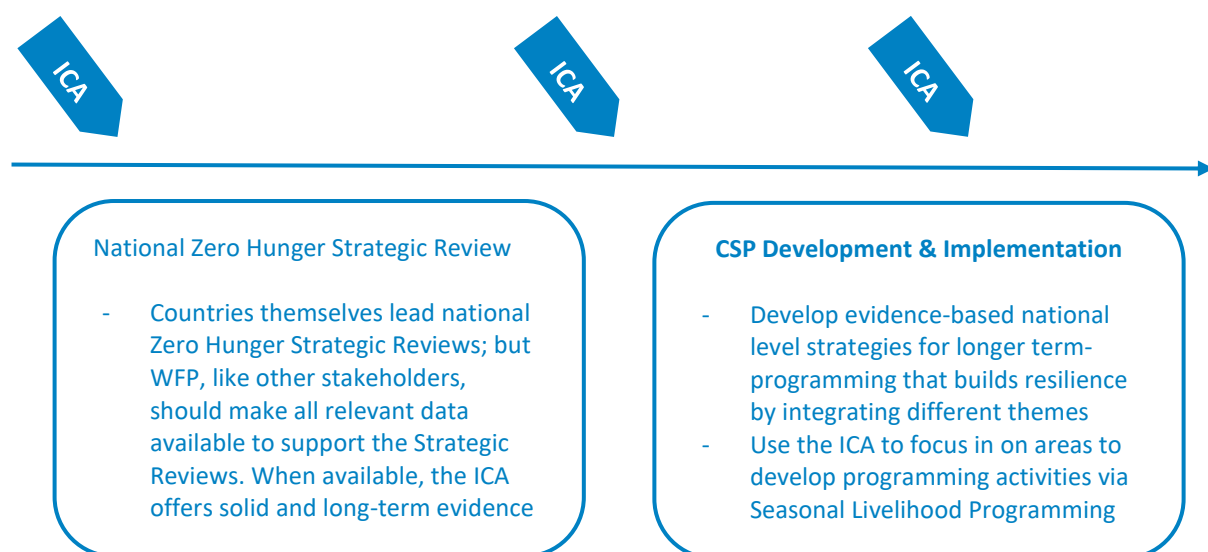 ICA
ICA
ICA
National Zero Hunger Strategic Review
- Countries themselves lead national
Zero Hunger Strategic Reviews; but
WFP, like other stakeholders,
should make all relevant data
available to support the Strategic
Reviews. When available, the ICA
offers solid and long-term evidence
CSP Development & Implementation
- Develop evidence-based national
level strategies for longer term-
programming that builds resilience
by integrating different themes
- Use the ICA to focus in on areas to
develop programming activities via
Seasonal Livelihood Programming